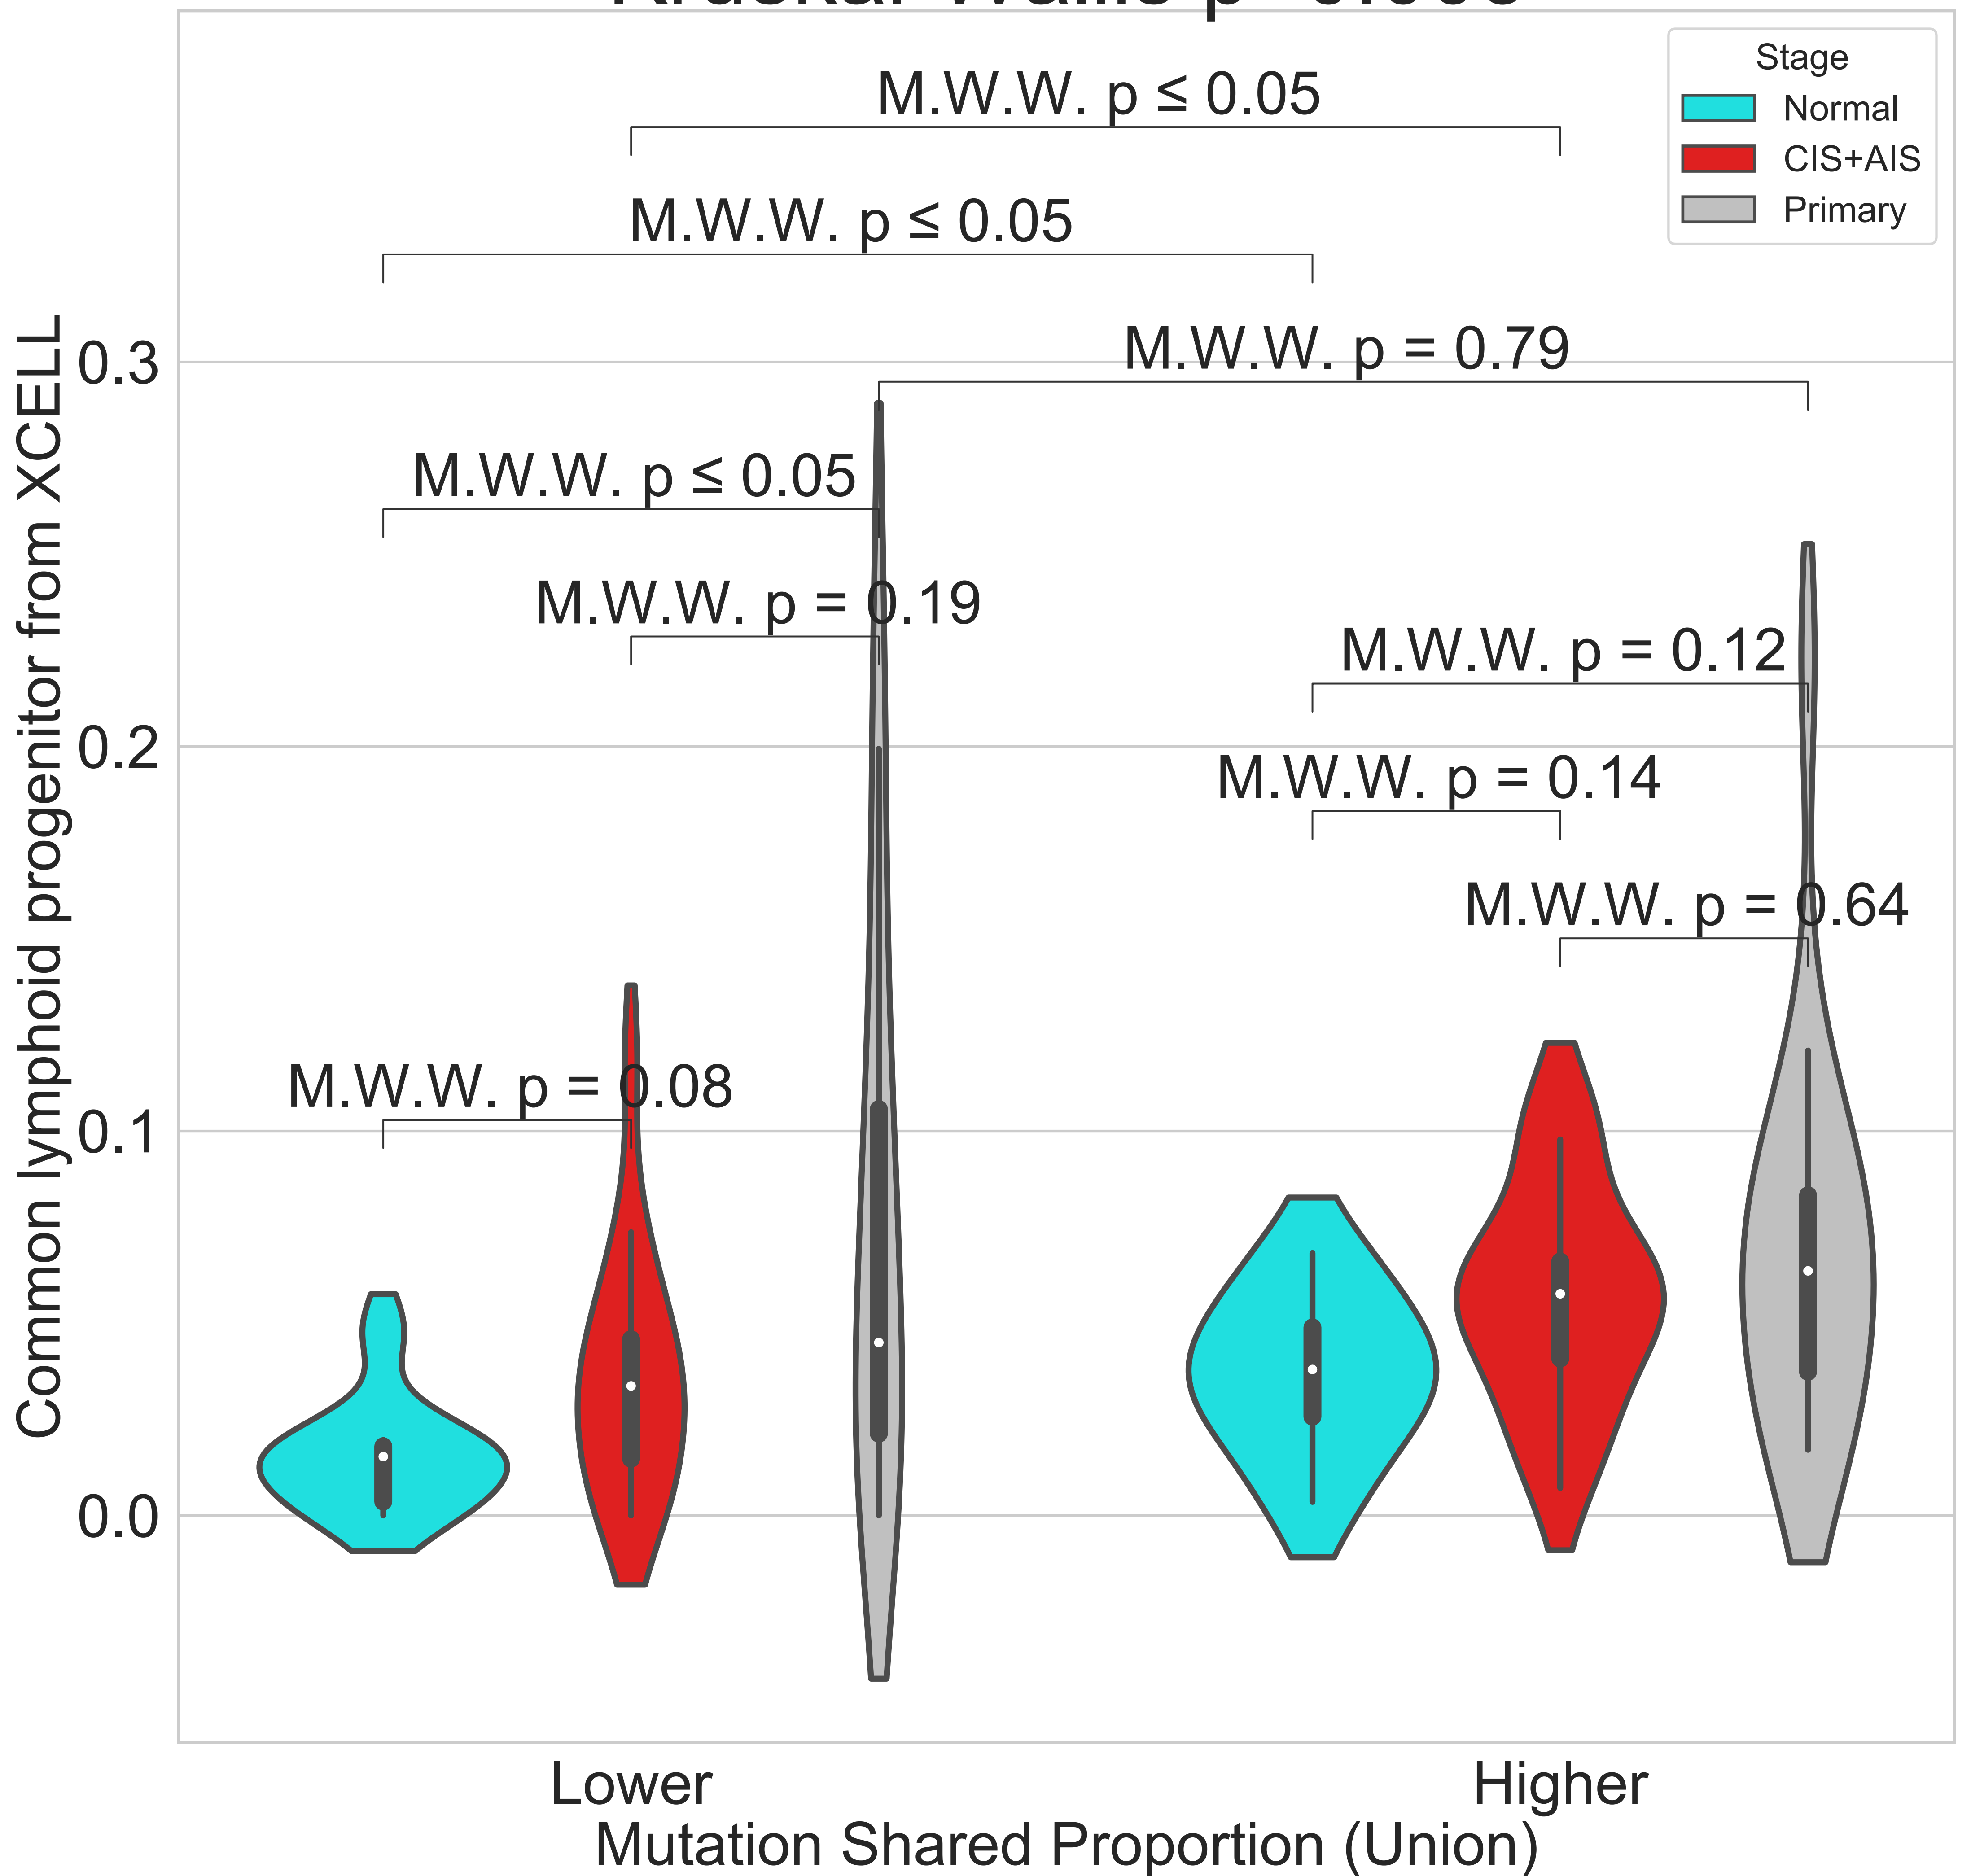 Stage
Normal
CIS+AIS
Primary
M.W.W. p ≤ 0.05
M.W.W. p ≤ 0.05
M.W.W. p = 0.79
M.W.W. p ≤ 0.05
M.W.W. p = 0.19
M.W.W. p = 0.12
M.W.W. p = 0.14
M.W.W. p = 0.64
M.W.W. p = 0.08
Common lymphoid progenitor from XCELL
0.3
0.2
0.1
0.0
Lower
Higher
Mutation Shared Proportion (Union)